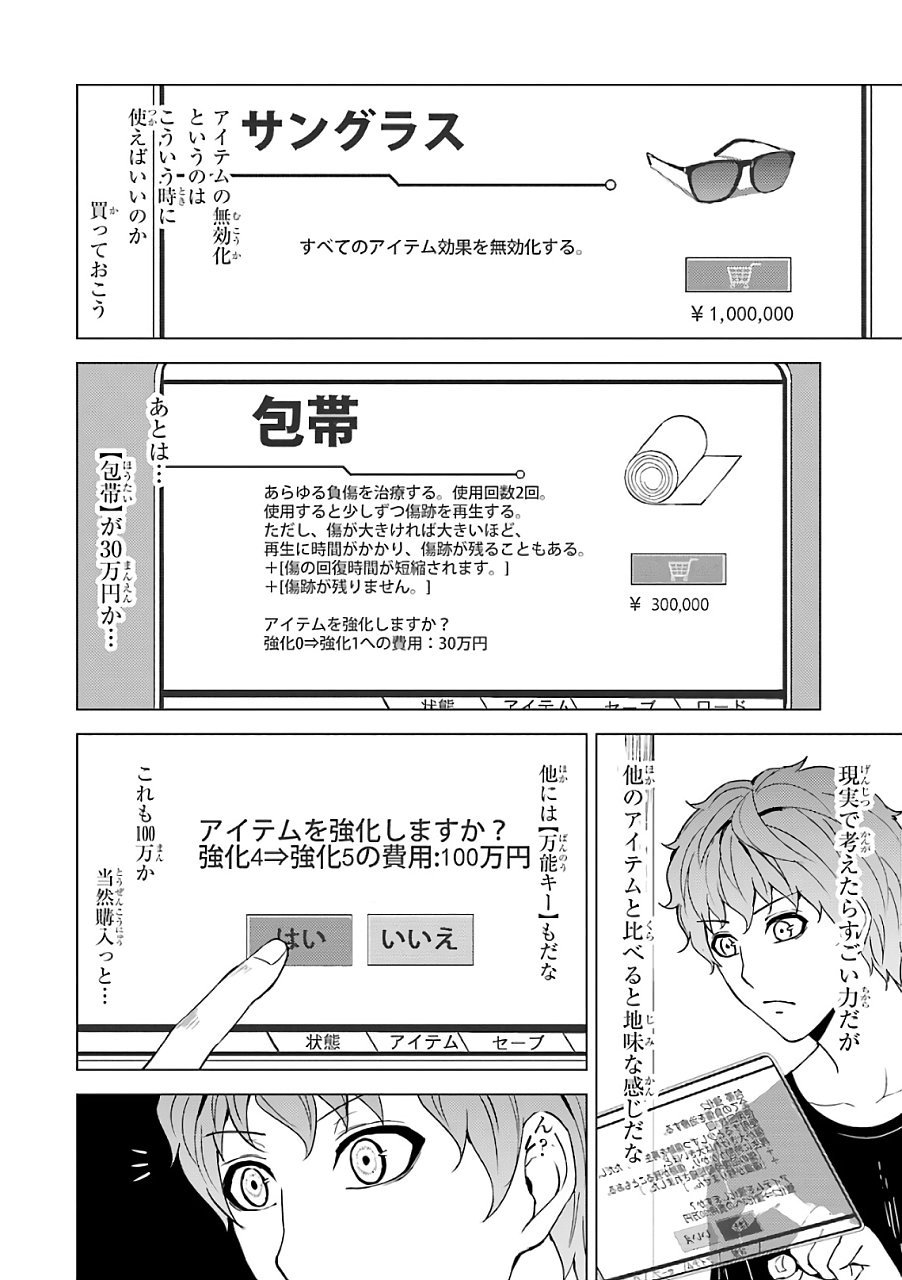 サングラス
すべてのアイテム効果を無効化する。
￥1,000,000
アイテムの無効化
というのは
こういう時に
使えばいいのか
買っておこう
包帯
あらゆる負傷を治療する。使用回数2回。
使用すると少しずつ傷跡を再生する。
ただし、傷が大きければ大きいほど、
再生に時間がかかり、傷跡が残ることもある。
＋[傷の回復時間が短縮されます。]
＋[傷跡が残りません。]
アイテムを強化しますか？
強化0⇒強化1への費用：30万円
￥ 300,000
状態
アイテム
セーブ
ロード
あとは…
【包帯】が30万円か…
現実で考えたらすごい力だが
他のアイテムと比べると地味な感じだな
他には【万能キー】もだな
アイテムを強化しますか？
強化4⇒強化5の費用:100万円
はい
いいえ
状態
アイテム
セーブ
これも100万か
当然購入っと…
ん？